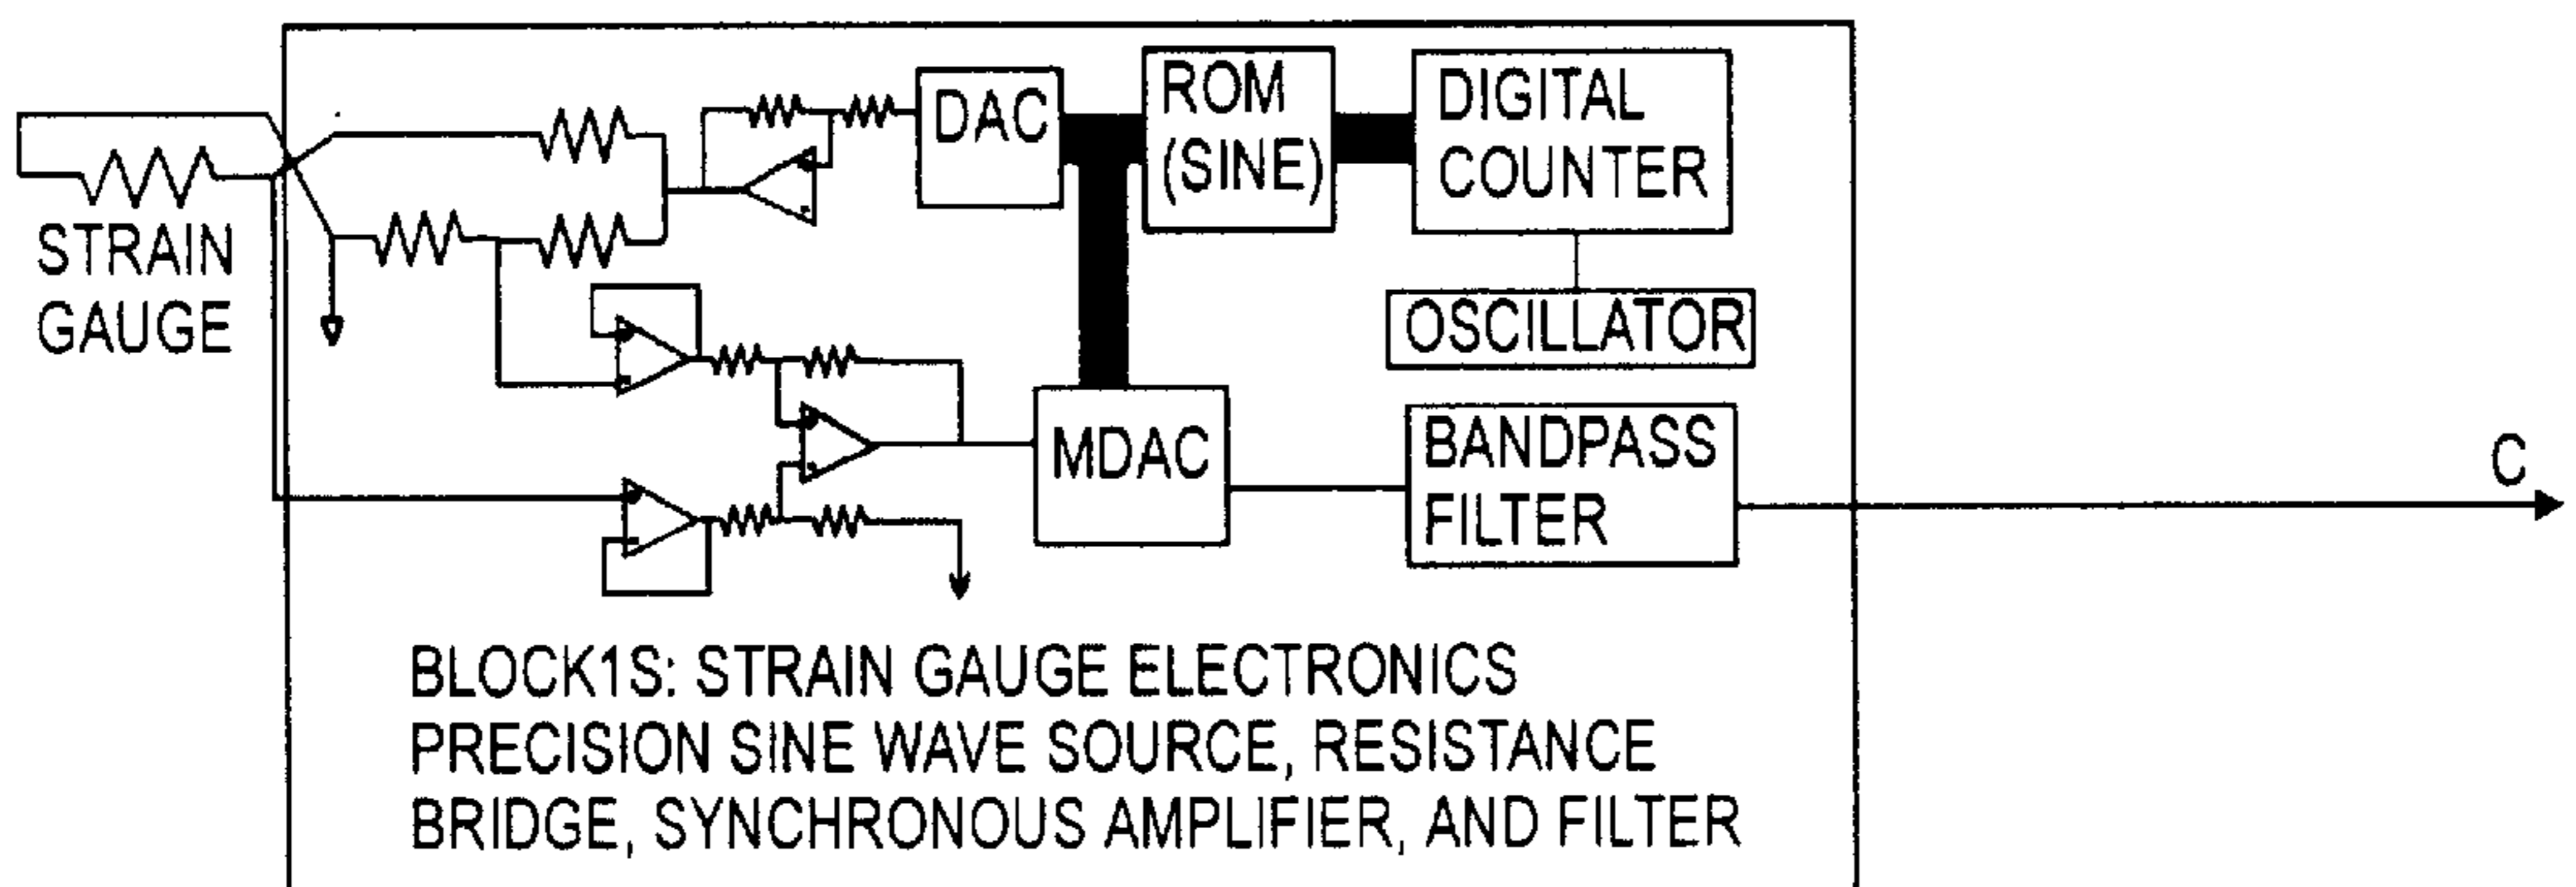 DAC
ROM
(SINE)
DIGITAL
COUNTER
STRAIN
GAUGE
OSCILLATOR
MDAC
BANDPASS
FILTER
C
BLOCK1S: STRAIN GAUGE ELECTRONICS
PRECISION SINE WAVE SOURCE, RESISTANCE
BRIDGE, SYNCHRONOUS AMPLIFIER, AND FILTER